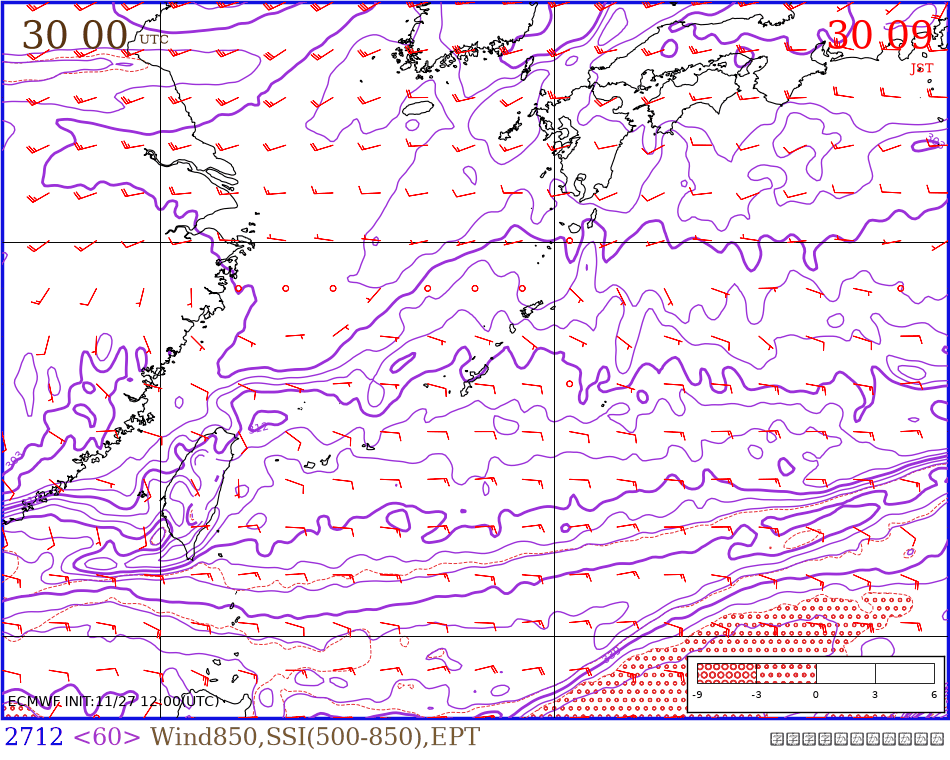 30 00 UTC
30 09
JST
312
ECMWF INIT:11/27 12:00(UTC)
-9 -3 0 3 6
2712 <60> Wind850,SSI(500-850),EPT